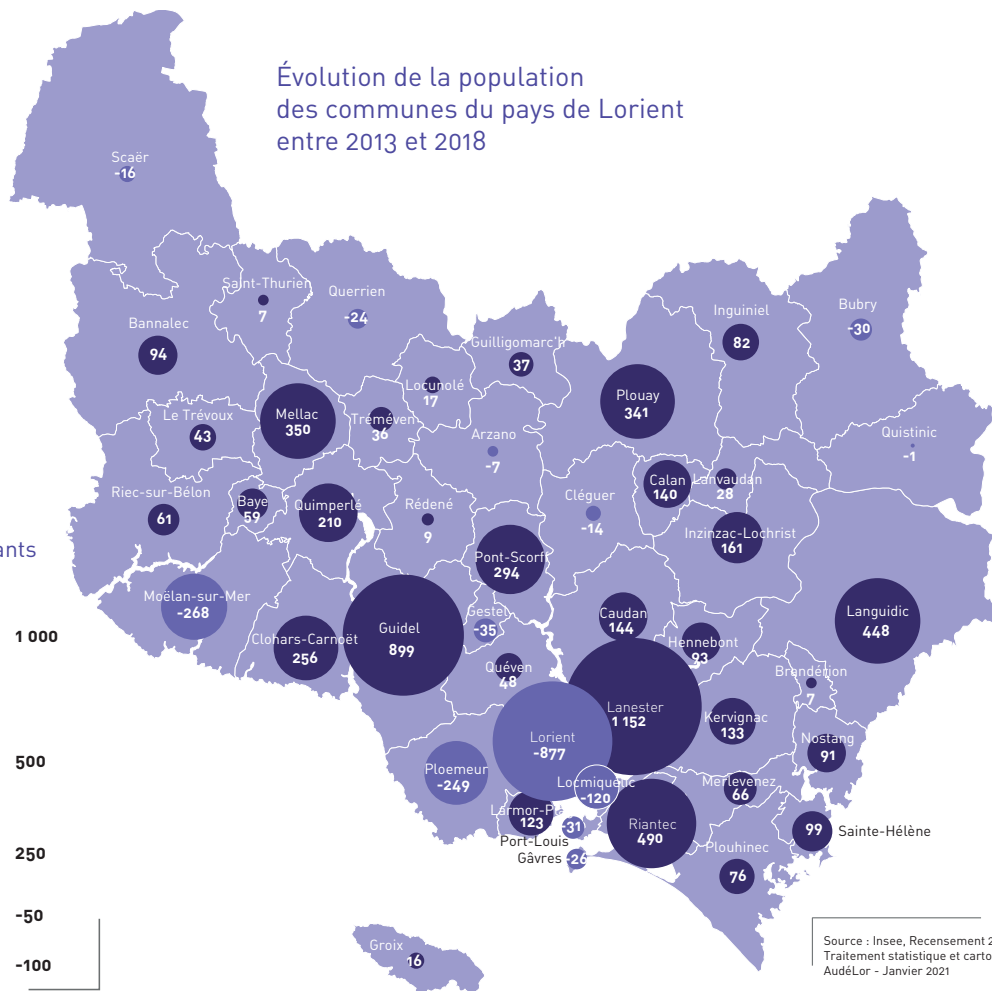 Évolution de la population
des communes du pays de Lorient
entre 2013 et 2018
Scaër
-16
Saint-Thurien
7
Querrien
-24
Bannalec
94
Guilligomarc'h
37
Inguiniel
82
Bubry
-30
Locunolé
17
Plouay
341
Mellac
350
Le Trévoux
43
Tréméven
36
Arzano
-7
Quistinic
-1
Riec-sur-Bélon
61
Baye
59
Quimperlé
210
Rédené
9
Cléguer
-14
Calan
140
Lanvaudan
28
Inzinzac-Lochrist
161
ants
Pont-Scorff
294
Moëlan-sur-Mer
-268
Clohars-Carnoët
256
Guidel
899
Gestel
-35
Caudan
144
Hennebont
93
Languidic
448
1 000
Quéven
48
Brandérion
7
Lanester
1 152
Kervignac
133
Nostang
91
Lorient
-877
500
Ploemeur
-249
Locmiquélic
-120
Merlevenez
66
Larmor-Pl
123
-31
Port-Louis
Riantec
490
99
Sainte-Hélène
250
Gâvres
-26
Plouhinec
76
-50
-100
Groix
16
Source : Insee, Recensement 2
Traitement statistique et carto
AudéLor - Janvier 2021